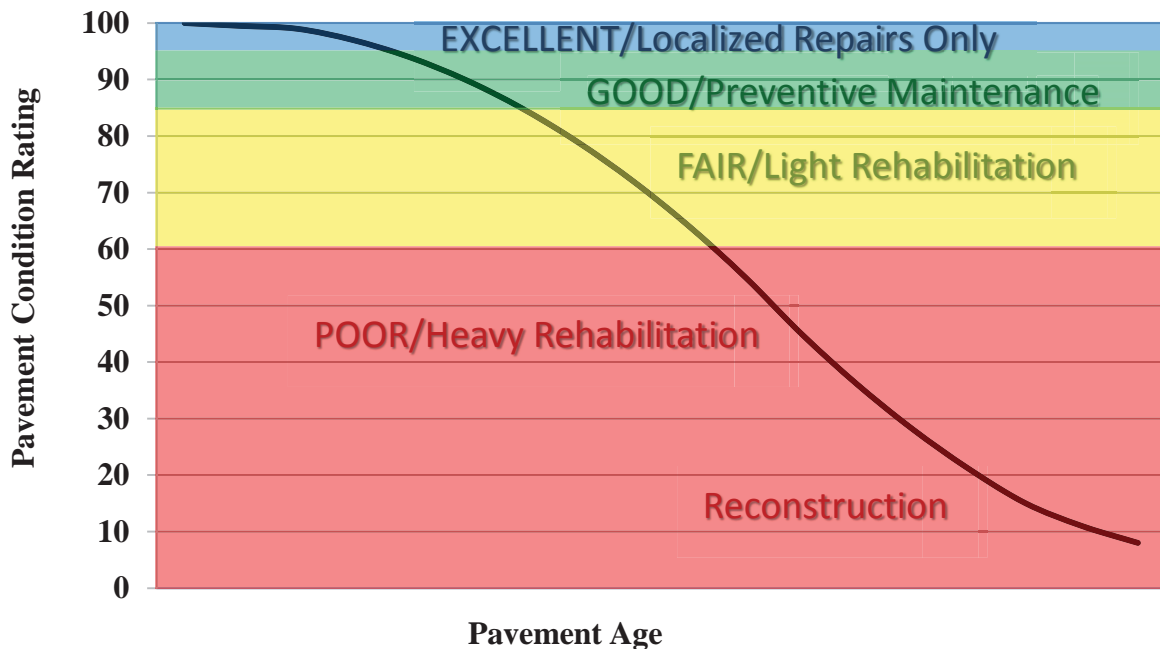 100
EXCELLENT/Localized Repairs Only
90
GOOD/Preventive Maintenance
80
FAIR/Light Rehabilitation
70
60
50
POOR/Heavy Rehabilitation
40
30
20
Reconstruction
10
0
Pavement Condition Rating
Pavement Age